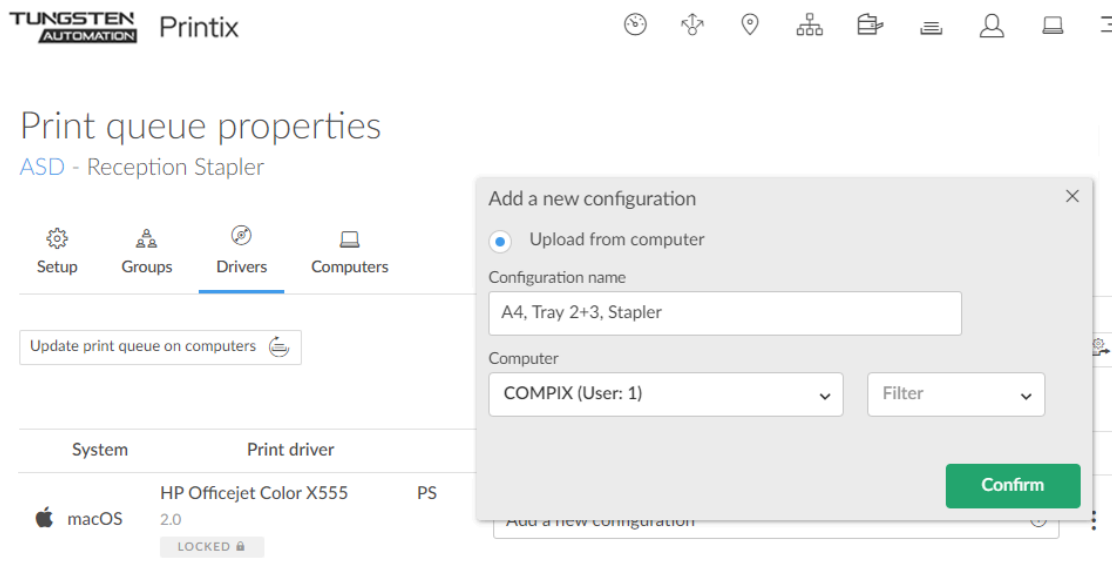 TUNGSTEN
AUTOMATION
Printix
Print queue properties
ASD - Reception Stapler
Setup
Groups
Drivers
Computers
Update print queue on computers
System
Print driver
macOS
HP Officejet Color X555
PS
2.0
LOCKED
Add a new configuration
Upload from computer
Configuration name
A4, Tray 2+3, Stapler
Computer
COMPIX (User: 1)
Filter
Confirm
Add a new configuration